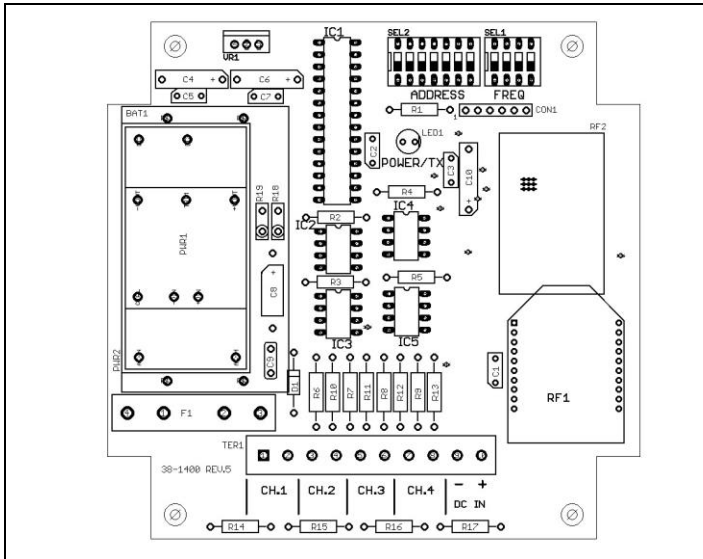 IC1
SEL2
SEL1
VR1
C4 +
C6 +
C5
C7
ADDRESS
FREQ
BAT1
R1
1
CON1
LED1
RF2
C2
POWER/TX
C3
C10
+
R4
R19
R18
IC4
R2
IC2
PWR1
R3
R5
+
C8
IC3
IC5
PWR2
C9
D1
C1
R6
R10
R7
R11
R8
R12
R9
R13
RF1
F1
TER1
38-1400 REV.5
CH.1
CH.2
CH.3
CH.4
- +
DC IN
R14
R15
R16
R17